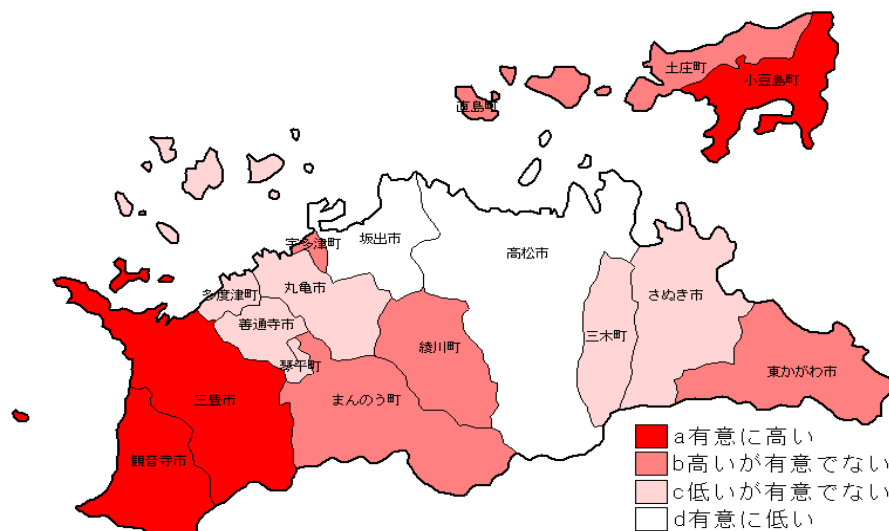 土庄町
小豆島町
直島町
宇多津町
坂出市
高松市
多度津町
丸亀市
さぬき市
善通寺市
綾川町
三木町
琴平町
東かがわ市
三豊市
まんのう町
観音寺市
a有意に高い
b高いが有意でない
c低いが有意でない
d有意に低い